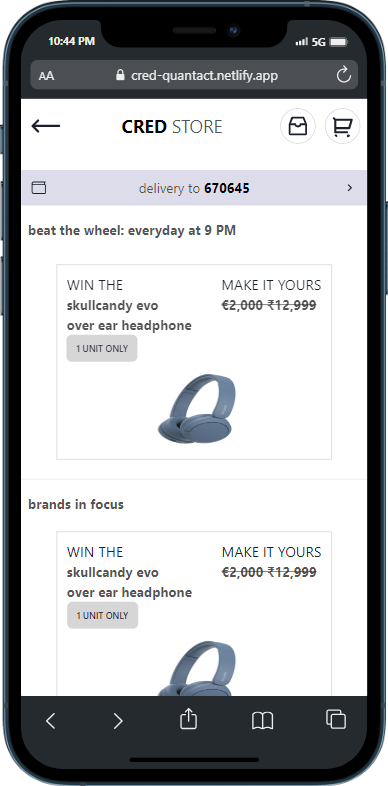 10:44 PM
5G
AA
cred-quantact.netlify.app
CRED STORE
delivery to 670645
beat the wheel: everyday at 9 PM
WIN THE
skullcandy evo
over ear headphone
1 UNIT ONLY
MAKE IT YOURS
€2,000 ₹12,999
brands in focus
WIN THE
skullcandy evo
over ear headphone
1 UNIT ONLY
MAKE IT YOURS
€2,000 ₹12,999